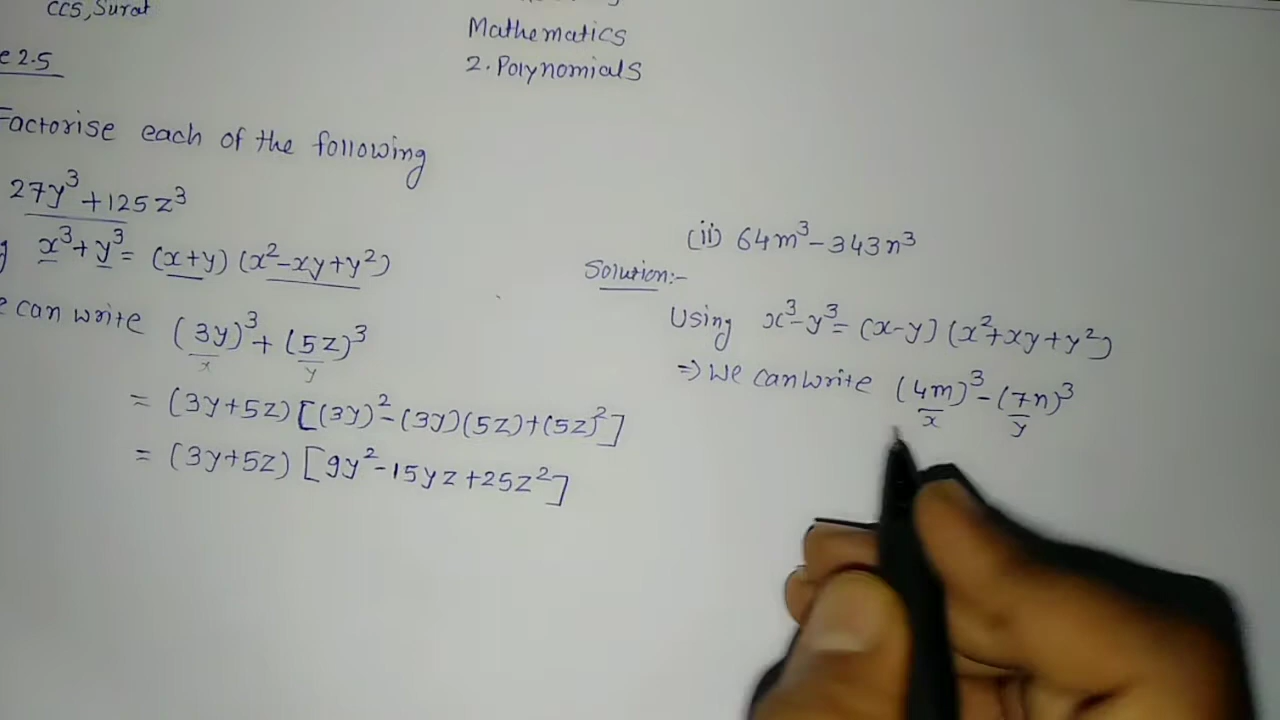 CCS, Surat
Mathematics
2. Polynomials
e 2.5
Factorise each of the following
27y³ + 125z³
x³ + y³ = (x+y) (x² - xy + y²)
can write (3y)³ + (5z)³
x y
= (3y+5z) [(3y)² - (3y)(5z) + (5z)²]
= (3y+5z) [9y² - 15yz + 25z²]
(ii) 64m³ - 343n³
Solution:-
Using x³ - y³ = (x-y) (x² + xy + y²)
⇒ We can write (4m)³ - (7n)³
x y